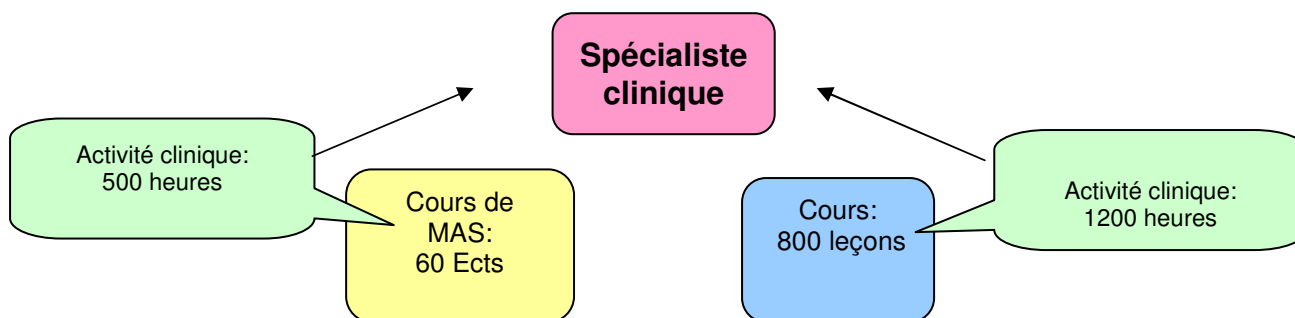 Spécialiste
clinique
Activité clinique:
500 heures
Cours de
MAS:
60 Ects
Cours:
800 leçons
Activité clinique:
1200 heures